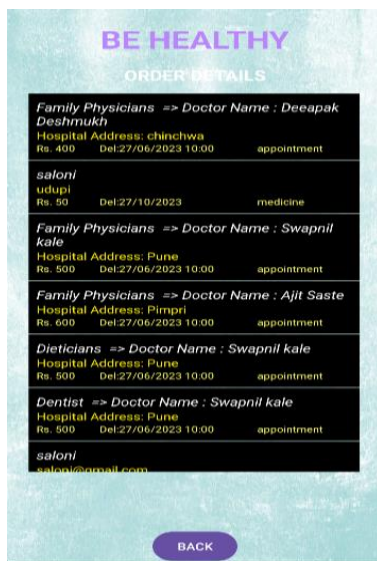 BE HEALTHY
ORDER DETAILS
Family Physicians => Doctor Name : Deeapak
Deshmukh
Hospital Address: chinchwa
Rs. 400 Del:27/06/2023 10:00 appointment
saloni
udupi
Rs. 50 Del:27/10/2023 medicine
Family Physicians => Doctor Name : Swapnil
kale
Hospital Address: Pune
Rs. 500 Del:27/06/2023 10:00 appointment
Family Physicians => Doctor Name : Ajit Saste
Hospital Address: Pimpri
Rs. 600 Del:27/06/2023 10:00 appointment
Dieticians => Doctor Name : Swapnil kale
Hospital Address: Pune
Rs. 500 Del:27/06/2023 10:00 appointment
Dentist => Doctor Name : Swapnil kale
Hospital Address: Pune
Rs. 500 Del:27/06/2023 10:00 appointment
saloni
saloni@gmail.com
BACK